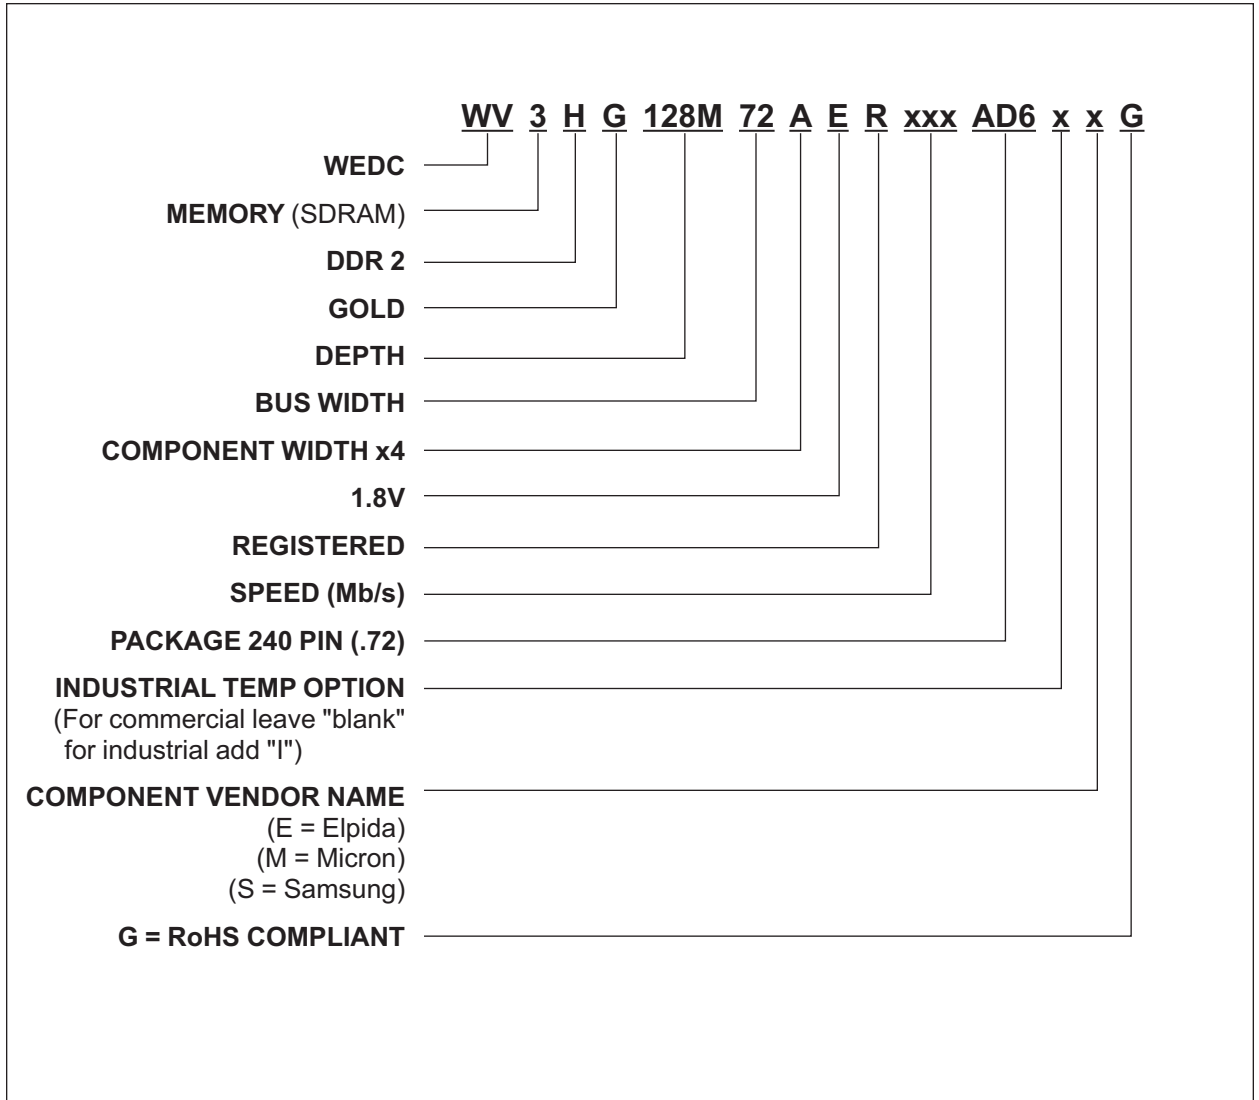 WV 3 H G 128M 72 A E R xxx AD6 x x G
WEDC
MEMORY (SDRAM)
DDR 2
GOLD
DEPTH
BUS WIDTH
COMPONENT WIDTH x4
1.8V
REGISTERED
SPEED (Mb/s)
PACKAGE 240 PIN (.72)
INDUSTRIAL TEMP OPTION
(For commercial leave "blank"
for industrial add "I")
COMPONENT VENDOR NAME
(E = Elpida)
(M = Micron)
(S = Samsung)
G = RoHS COMPLIANT